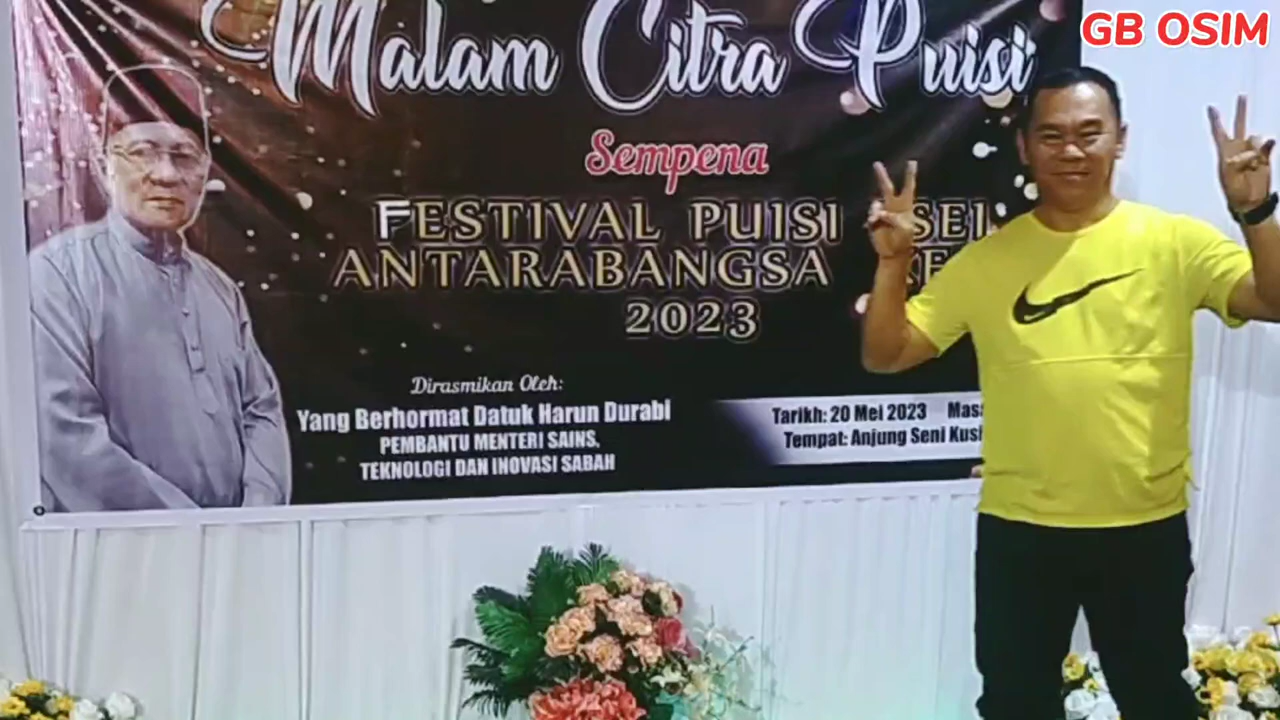 GB OSIM
Malam Citra Puisi
Sempena
FESTIVAL PUISI
ANTARABANGSA
2023
Dirasmikan Oleh:
Yang Berhormat Datuk Harun Durabi
PEMBANTU MENTERI SAINS,
TEKNOLOGI DAN INOVASI SABAH
Tarikh: 20 Mei 2023
Tempat: Anjung Seni